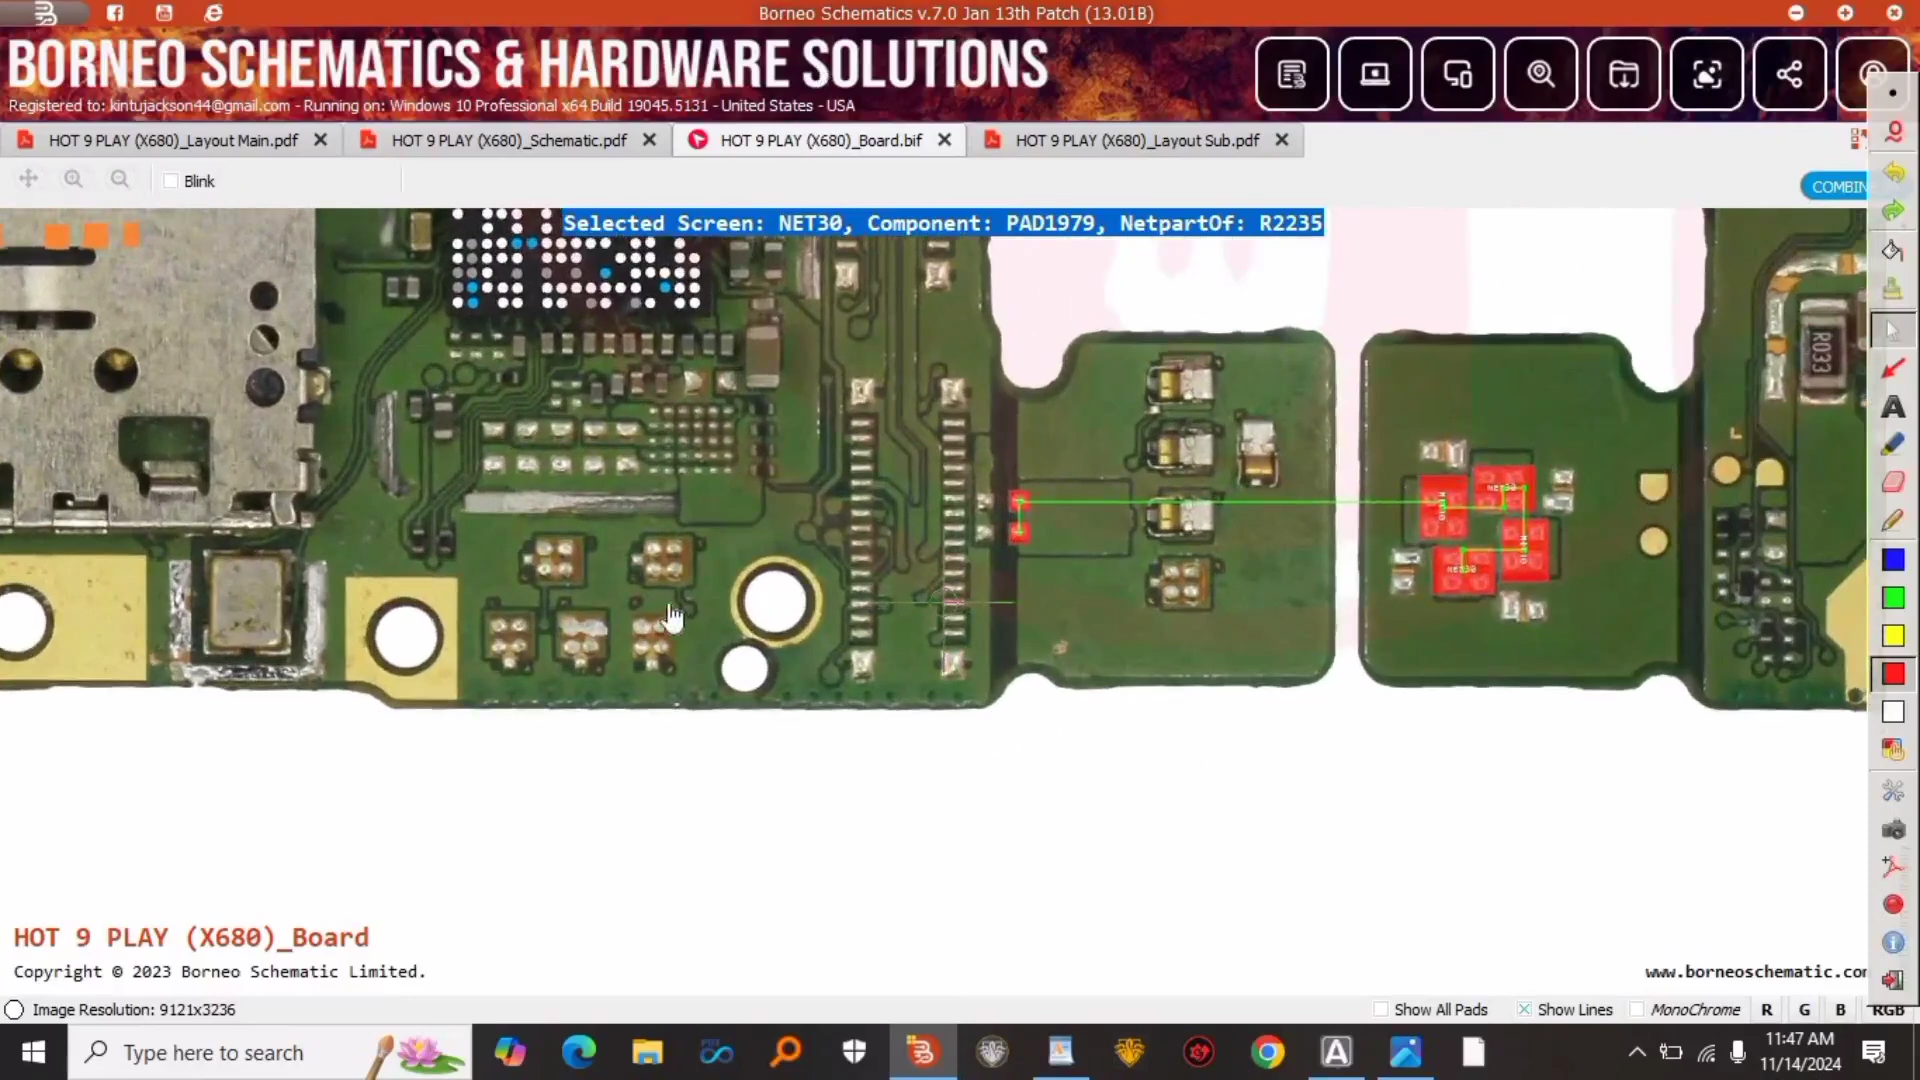 Borneo Schematics v.7.0 Jan 13th Patch (13.01B)
BORNEO SCHEMATICS & HARDWARE SOLUTIONS
Registered to: kintujackson44@gmail.com - Running on: Windows 10 Professional x64 Build 19045.5131 - United States - USA
HOT 9 PLAY (X680)_Layout Main.pdf
HOT 9 PLAY (X680)_Schematic.pdf
HOT 9 PLAY (X680)_Board.bif
HOT 9 PLAY (X680)_Layout Sub.pdf
Blink
COMBIN
Selected Screen: NET30, Component: PAD1979, NetpartOf: R2235
R033
NET30
NET30
HOT 9 PLAY (X680)_Board
Copyright © 2023 Borneo Schematic Limited.
www.borneoschematic.com
Image Resolution: 9121x3236
Show All Pads
Show Lines
MonoChrome
R
G
B
RGB
Type here to search
11:47 AM
11/14/2024